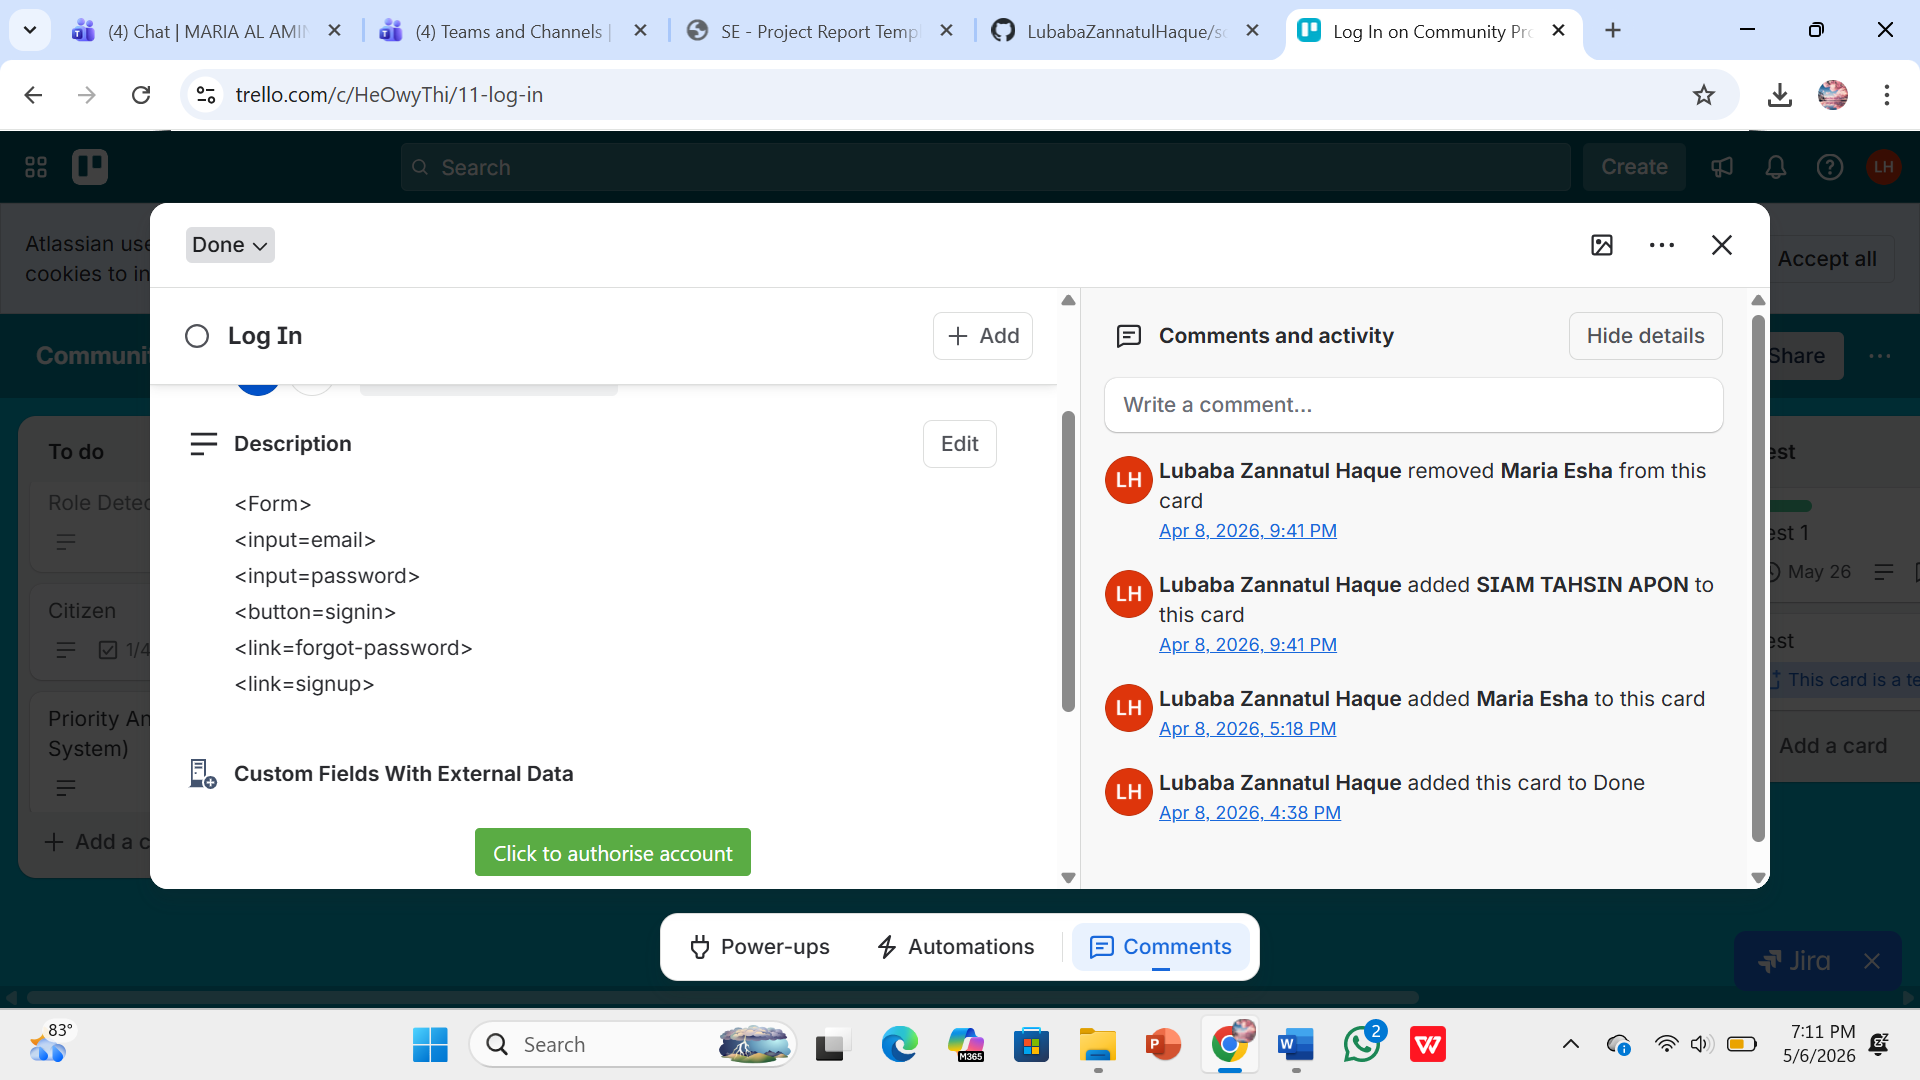 (4) Chat | MARIA AL AMIN
(4) Teams and Channels |
SE - Project Report Temp
LubabaZannatulHaque/so
Log In on Community Pro
trello.com/c/HeOwyThi/11-log-in
Search
Create
LH
Atlassian use
cookies to in
Accept all
Done
Log In
Add
Comments and activity
Hide details
Communi
Share
Write a comment...
Description
Edit
<Form>
<input=email>
<input=password>
<button=signin>
<link=forgot-password>
<link=signup>
Custom Fields With External Data
Click to authorise account
LH
Lubaba Zannatul Haque removed Maria Esha from this
card
Apr 8, 2026, 9:41 PM
LH
Lubaba Zannatul Haque added SIAM TAHSIN APON to
this card
Apr 8, 2026, 9:41 PM
LH
Lubaba Zannatul Haque added Maria Esha to this card
Apr 8, 2026, 5:18 PM
LH
Lubaba Zannatul Haque added this card to Done
Apr 8, 2026, 4:38 PM
To do
Role Detec
Citizen
1/4
Priority An
System)
Add a c
est
est 1
May 26
est
This card is a te
Add a card
Power-ups
Automations
Comments
Jira
83°
Search
M365
P
W
2
W
7:11 PM
5/6/2026